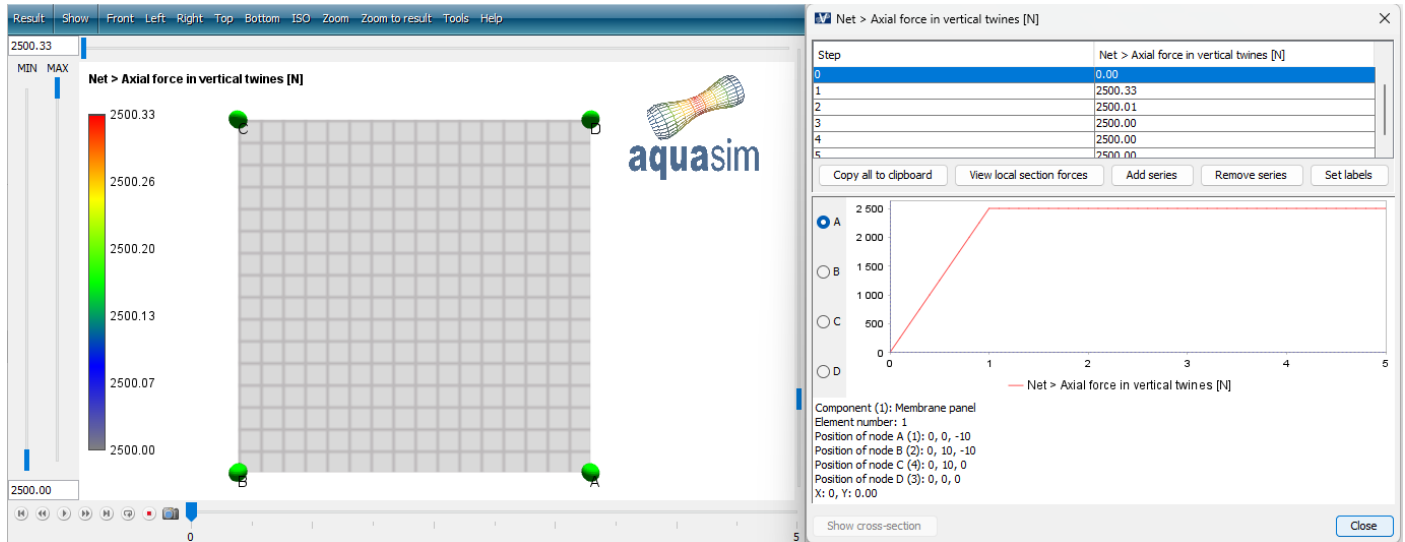 Result Show Front Left Right Top Bottom ISO Zoom Zoom to result Tools Help
2500.33
MIN MAX
Net > Axial force in vertical twines [N]
2500.33
2500.26
2500.20
2500.13
2500.07
2500.00
2500.00
C
D
B
A
aquasim
0
5
Net > Axial force in vertical twines [N]
Step Net > Axial force in vertical twines [N]
0 0.00
1 2500.33
2 2500.01
3 2500.00
4 2500.00
5 2500.00
Copy all to clipboard View local section forces Add series Remove series Set labels
A
B
C
D
2 500
2 000
1 500
1 000
500
0
0 1 2 3 4 5
Net > Axial force in vertical twines [N]
Component (1): Membrane panel
Element number: 1
Position of node A (1): 0, 0, -10
Position of node B (2): 0, 10, -10
Position of node C (4): 0, 10, 0
Position of node D (3): 0, 0, 0
X: 0, Y: 0.00
Show cross-section Close